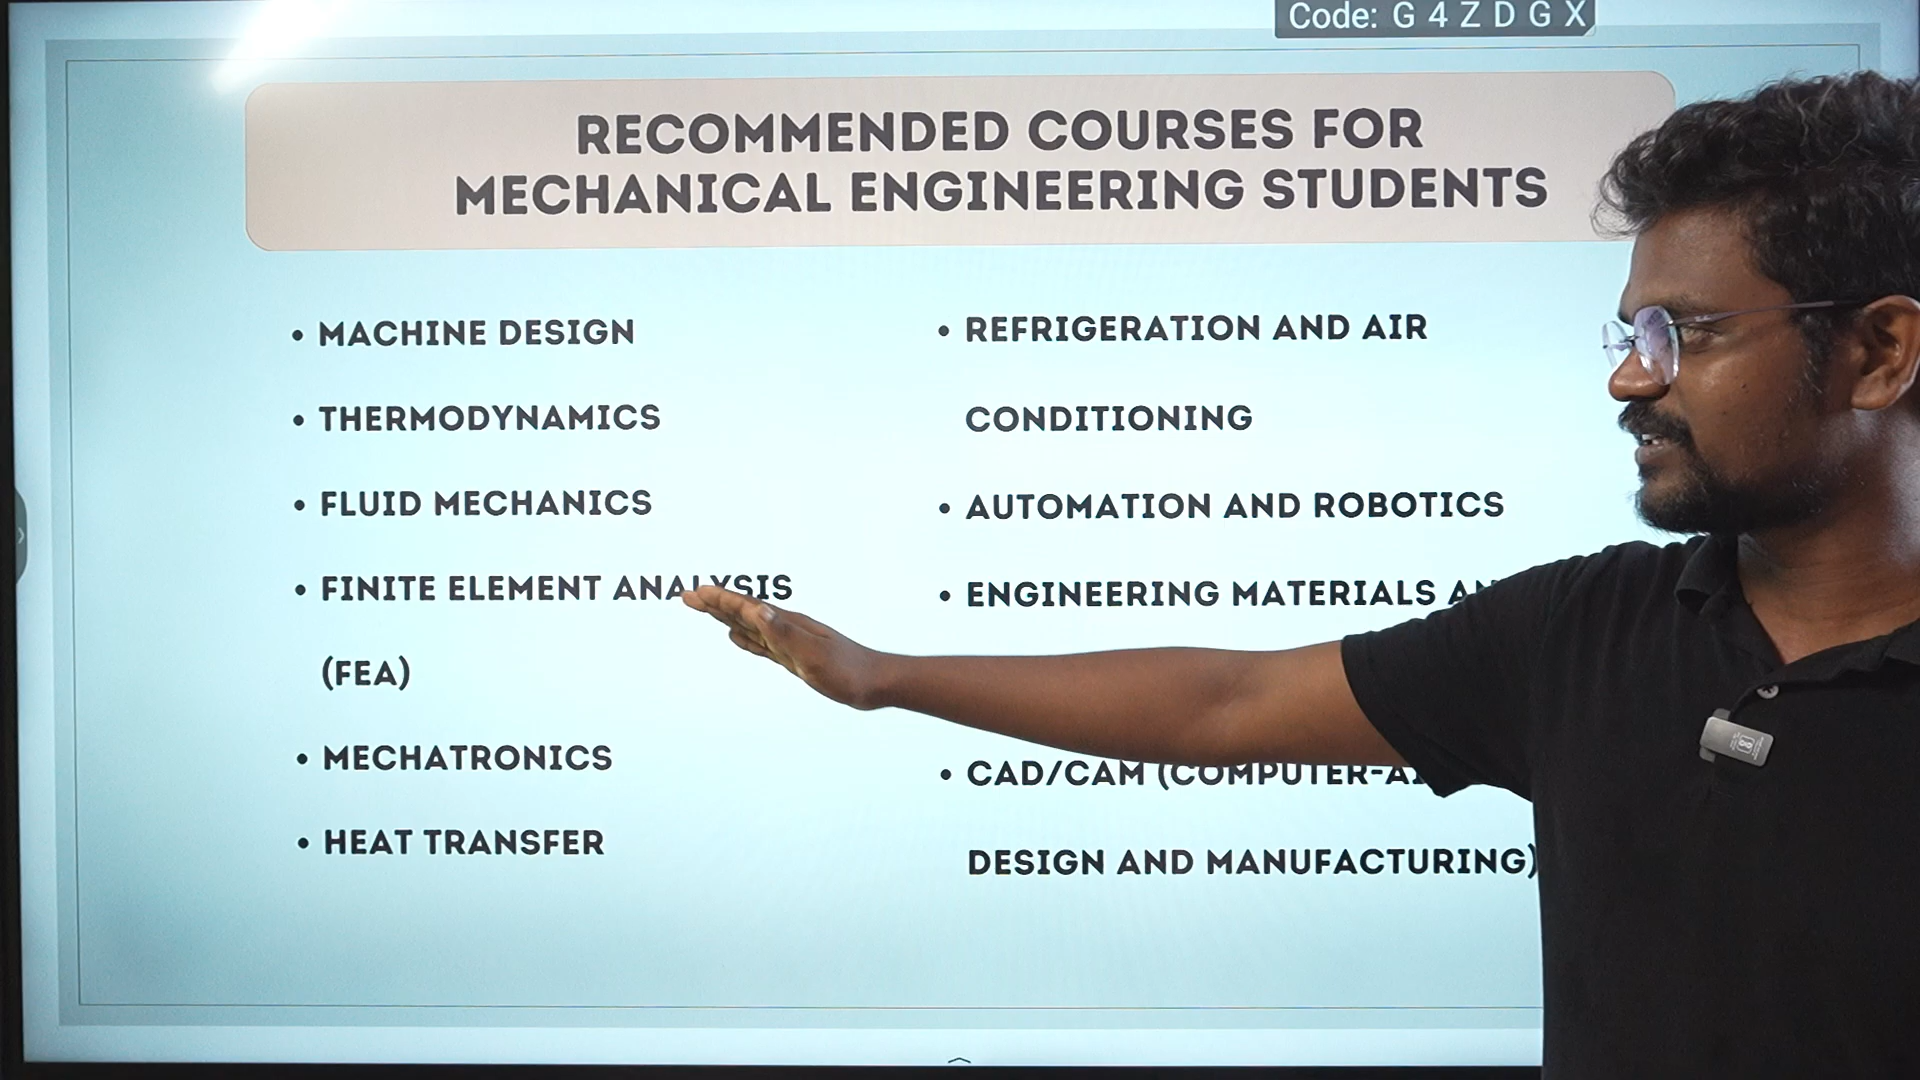 Code: G 4 Z D G X
RECOMMENDED COURSES FOR
MECHANICAL ENGINEERING STUDENTS
• MACHINE DESIGN
• THERMODYNAMICS
• FLUID MECHANICS
• FINITE ELEMENT ANALYSIS
(FEA)
• MECHATRONICS
• HEAT TRANSFER
• REFRIGERATION AND AIR
CONDITIONING
• AUTOMATION AND ROBOTICS
• ENGINEERING MATERIALS
• CAD/CAM (COMPUTER-
DESIGN AND MANUFACTURING)